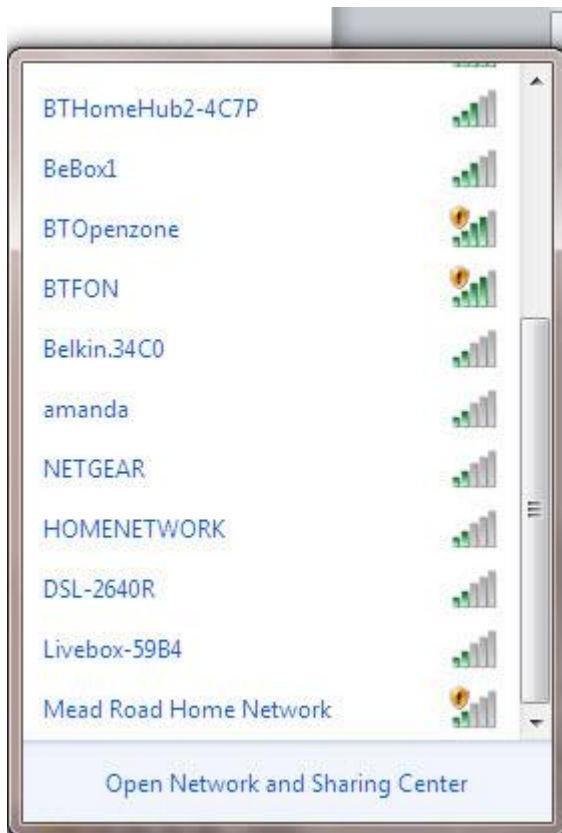 BTHomeHub2-4C7P
BeBox1
BTOpenzone
BTFON
Belkin.34C0
amanda
NETGEAR
HOMENETWORK
DSL-2640R
Livebox-59B4
Mead Road Home Network
Open Network and Sharing Center